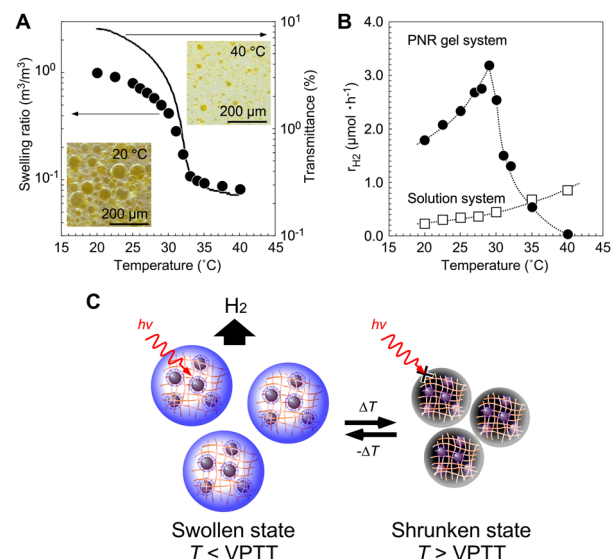 A
Swelling ratio (m³/m³)
10⁰
10⁻¹
40 °C
200 μm
20 °C
200 μm
10¹
10⁰
10⁻¹
Transmittance (%)
15 20 25 30 35 40 45
Temperature (˚C)
B
PNR gel system
Solution system
rH2 (μmol ･h⁻¹)
4.0
3.0
2.0
1.0
0.0
15 20 25 30 35 40 45
Temperature (˚C)
C
H2
hν
hν
ΔT
-ΔT
Swollen state
T < VPTT
Shrunken state
T > VPTT